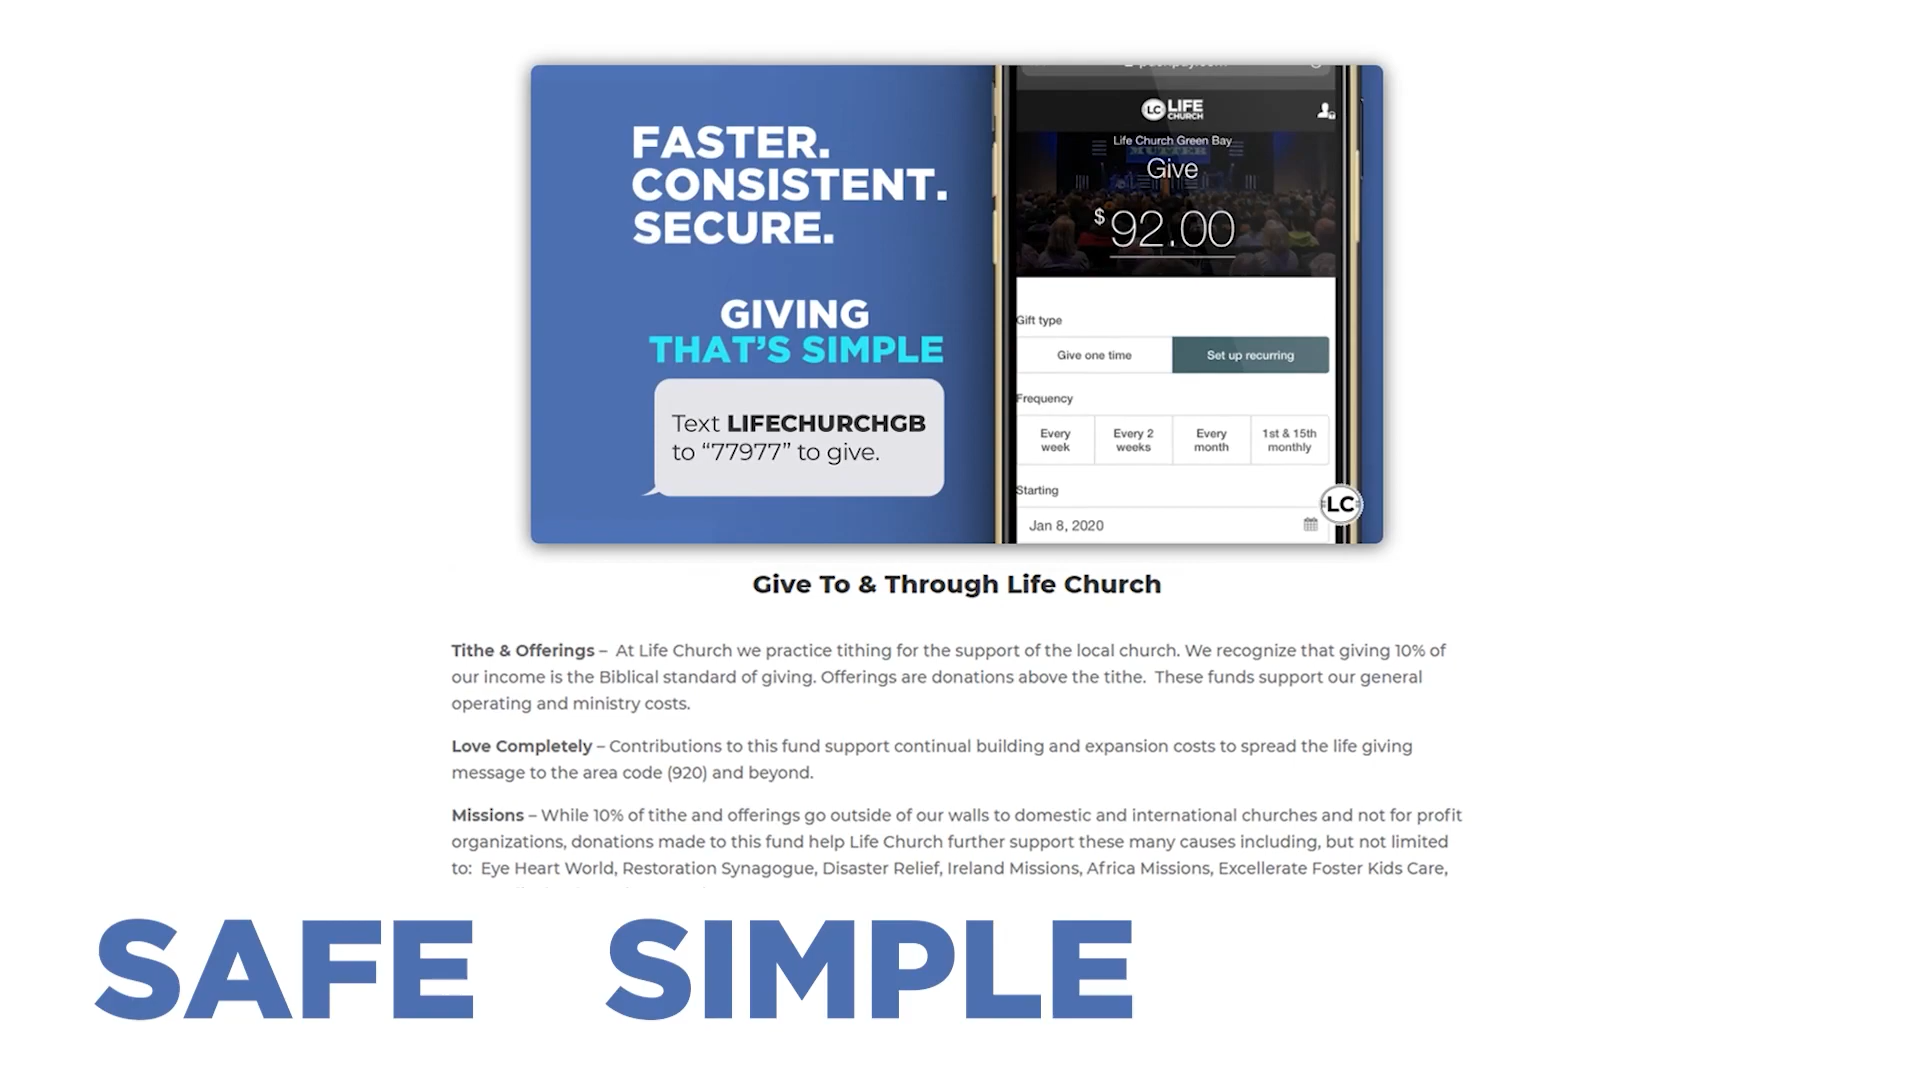 FASTER.
CONSISTENT.
SECURE.
GIVING
THAT'S SIMPLE
Text LIFECHURCHGB
to “77977” to give.
LC LIFE
CHURCH
Life Church Green Bay
Give
$92.00
Gift type
Give one time
Set up recurring
Frequency
Every
week
Every 2
weeks
Every
month
1st & 15th
monthly
Starting
Jan 8, 2020
LC
Give To & Through Life Church
Tithe & Offerings – At Life Church we practice tithing for the support of the local church. We recognize that giving 10% of
our income is the Biblical standard of giving. Offerings are donations above the tithe. These funds support our general
operating and ministry costs.
Love Completely – Contributions to this fund support continual building and expansion costs to spread the life giving
message to the area code (920) and beyond.
Missions – While 10% of tithe and offerings go outside of our walls to domestic and international churches and not for profit
organizations, donations made to this fund help Life Church further support these many causes including, but not limited
to: Eye Heart World, Restoration Synagogue, Disaster Relief, Ireland Missions, Africa Missions, Excellerate Foster Kids Care,
SAFE SIMPLE